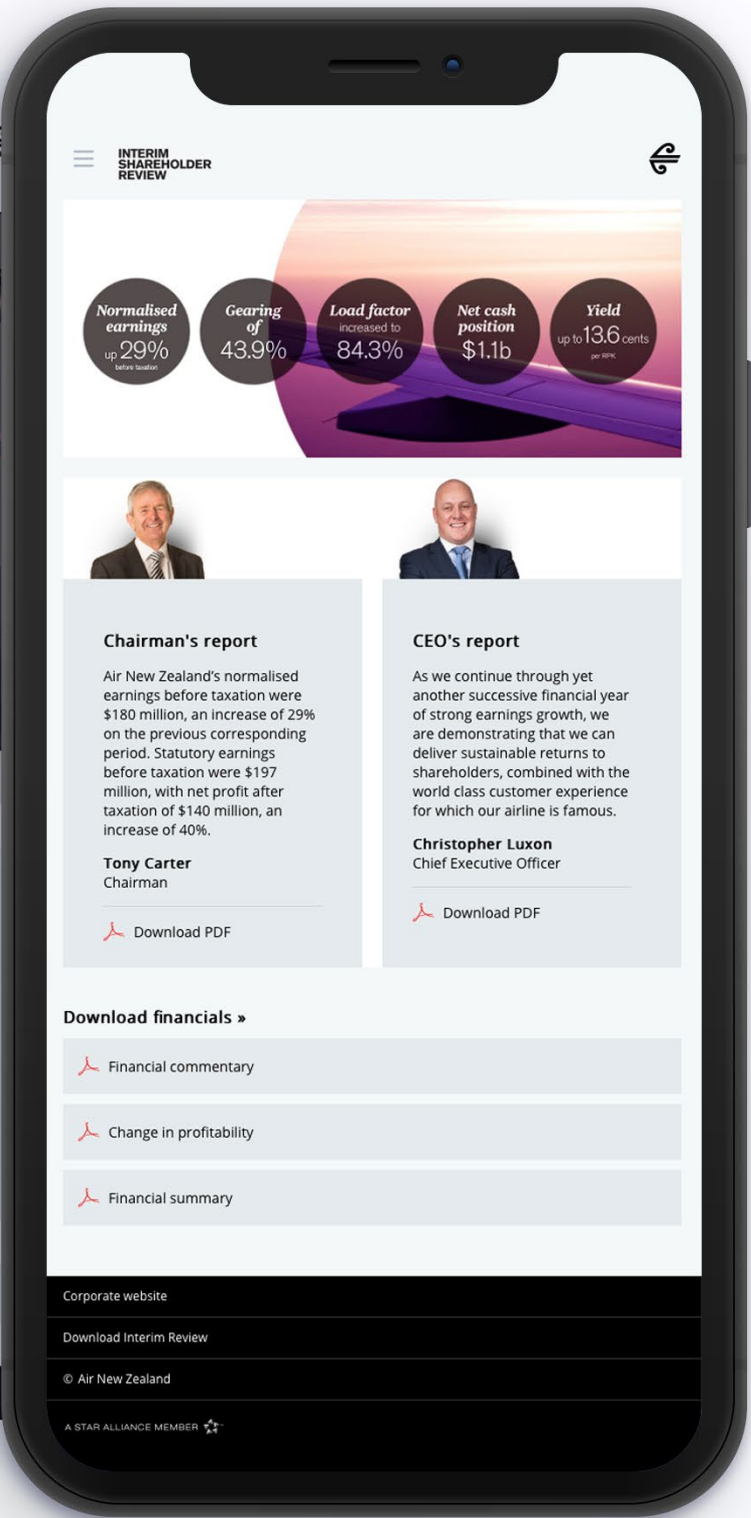 INTERIM
SHAREHOLDER
REVIEW
Normalised
earnings
up 29%
before taxation
Gearing
of
43.9%
Load factor
increased to
84.3%
Net cash
position
$1.1b
Yield
up to 13.6 cents
per RPK
Chairman's report
Air New Zealand's normalised
earnings before taxation were
$180 million, an increase of 29%
on the previous corresponding
period. Statutory earnings
before taxation were $197
million, with net profit after
taxation of $140 million, an
increase of 40%.
Tony Carter
Chairman
Download PDF
CEO's report
As we continue through yet
another successive financial year
of strong earnings growth, we
are demonstrating that we can
deliver sustainable returns to
shareholders, combined with the
world class customer experience
for which our airline is famous.
Christopher Luxon
Chief Executive Officer
Download PDF
Download financials »
Financial commentary
Change in profitability
Financial summary
Corporate website
Download Interim Review
© Air New Zealand
A STAR ALLIANCE MEMBER